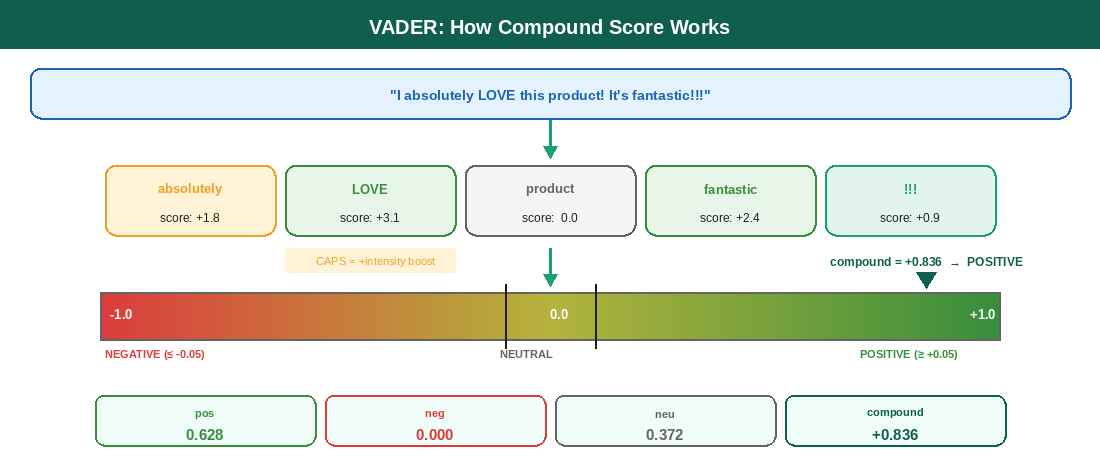 VADER: How Compound Score Works
"I absolutely LOVE this product! It's fantastic!!!"
absolutely
score: +1.8
LOVE
score: +3.1
product
score:  0.0
fantastic
score: +2.4
!!!
score: +0.9
CAPS = +intensity boost
compound = +0.836 → POSITIVE
-1.0
0.0
+1.0
NEGATIVE (≤ -0.05)
NEUTRAL
POSITIVE (≥ +0.05)
pos
0.628
neg
0.000
neu
0.372
compound
+0.836